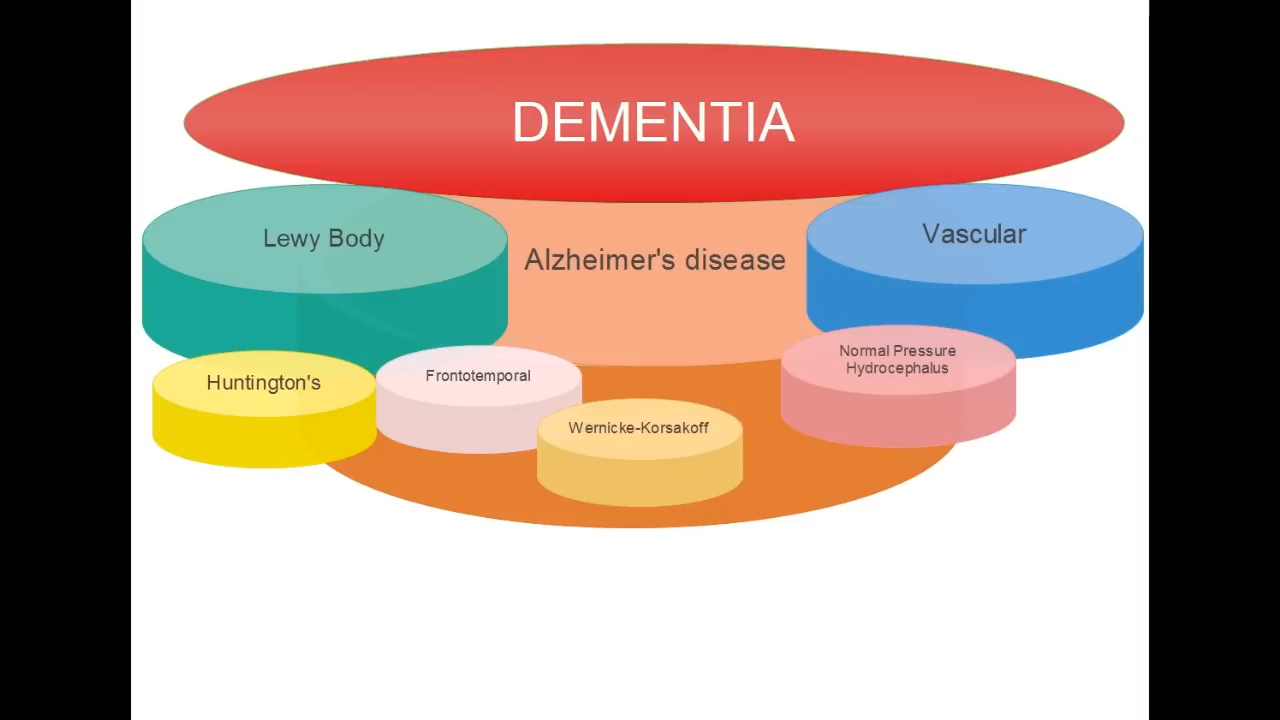 DEMENTIA
Lewy Body
Alzheimer's disease
Vascular
Huntington's
Frontotemporal
Wernicke-Korsakoff
Normal Pressure
Hydrocephalus